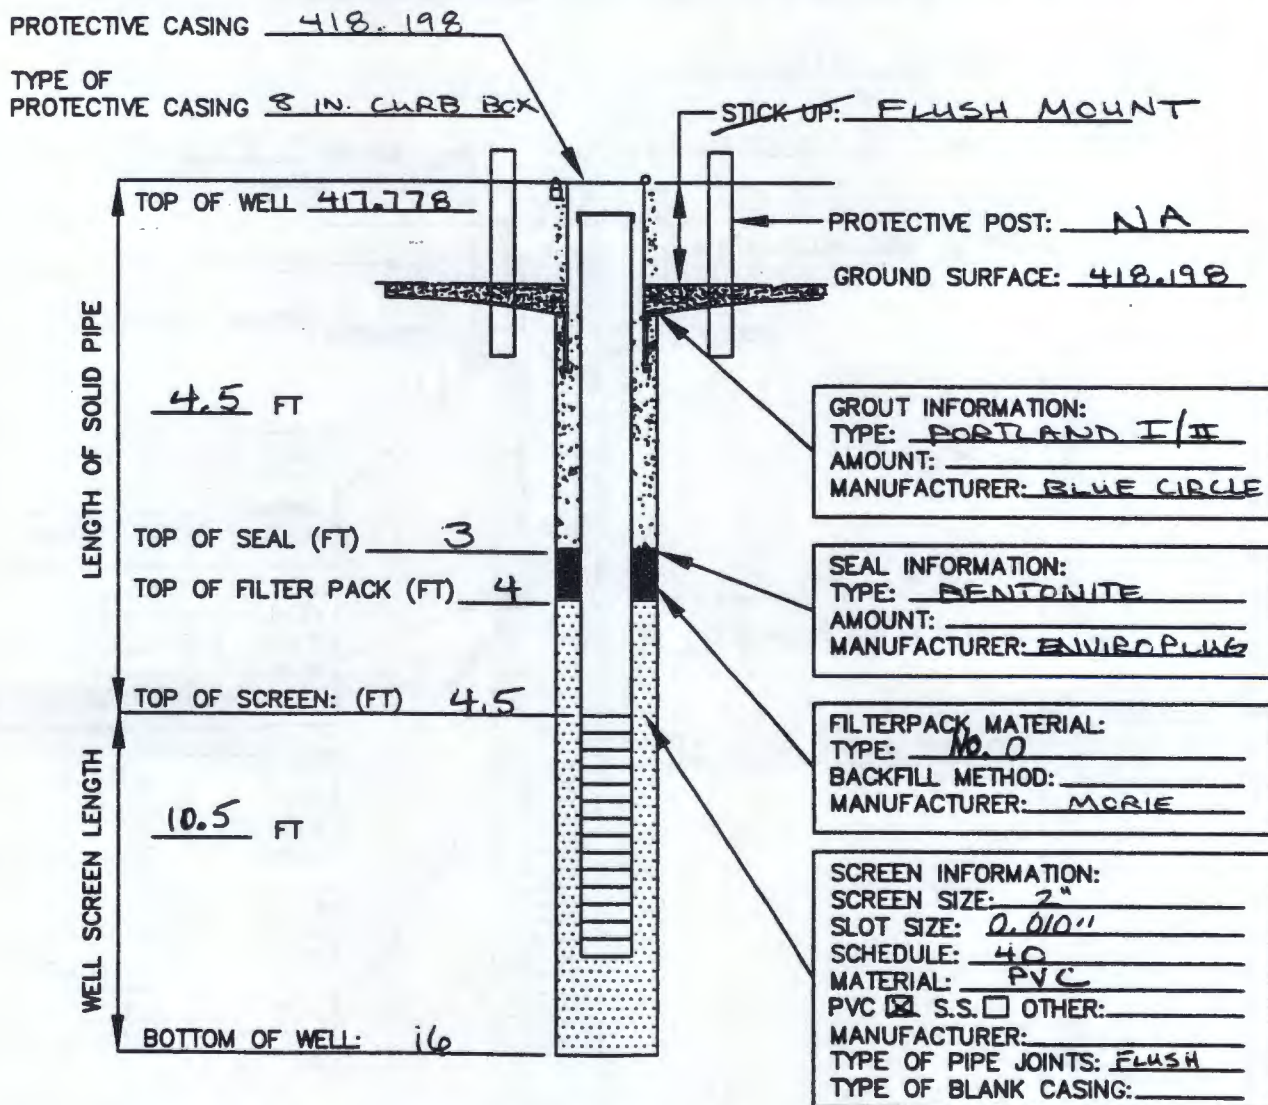 PROTECTIVE CASING 418.198
TYPE OF
PROTECTIVE CASING 8 IN. CURB BOX
STICK UP: FLUSH MOUNT
TOP OF WELL 417.778
PROTECTIVE POST: NA
GROUND SURFACE: 418.198
LENGTH OF SOLID PIPE
4.5 FT
GROUT INFORMATION:
TYPE: PORTLAND I/II
AMOUNT:
MANUFACTURER: BLUE CIRCLE
TOP OF SEAL (FT) 3
TOP OF FILTER PACK (FT) 4
SEAL INFORMATION:
TYPE: BENTONITE
AMOUNT:
MANUFACTURER: ENVIROPLUG
TOP OF SCREEN: (FT) 4.5
FILTERPACK MATERIAL:
TYPE: No. 0
BACKFILL METHOD:
MANUFACTURER: MORIE
WELL SCREEN LENGTH
10.5 FT
SCREEN INFORMATION:
SCREEN SIZE: 2"
SLOT SIZE: 0.010"
SCHEDULE: 40
MATERIAL: PVC
PVC ☒ S.S. ☐ OTHER:
MANUFACTURER:
TYPE OF PIPE JOINTS: FLUSH
TYPE OF BLANK CASING:
BOTTOM OF WELL: 16